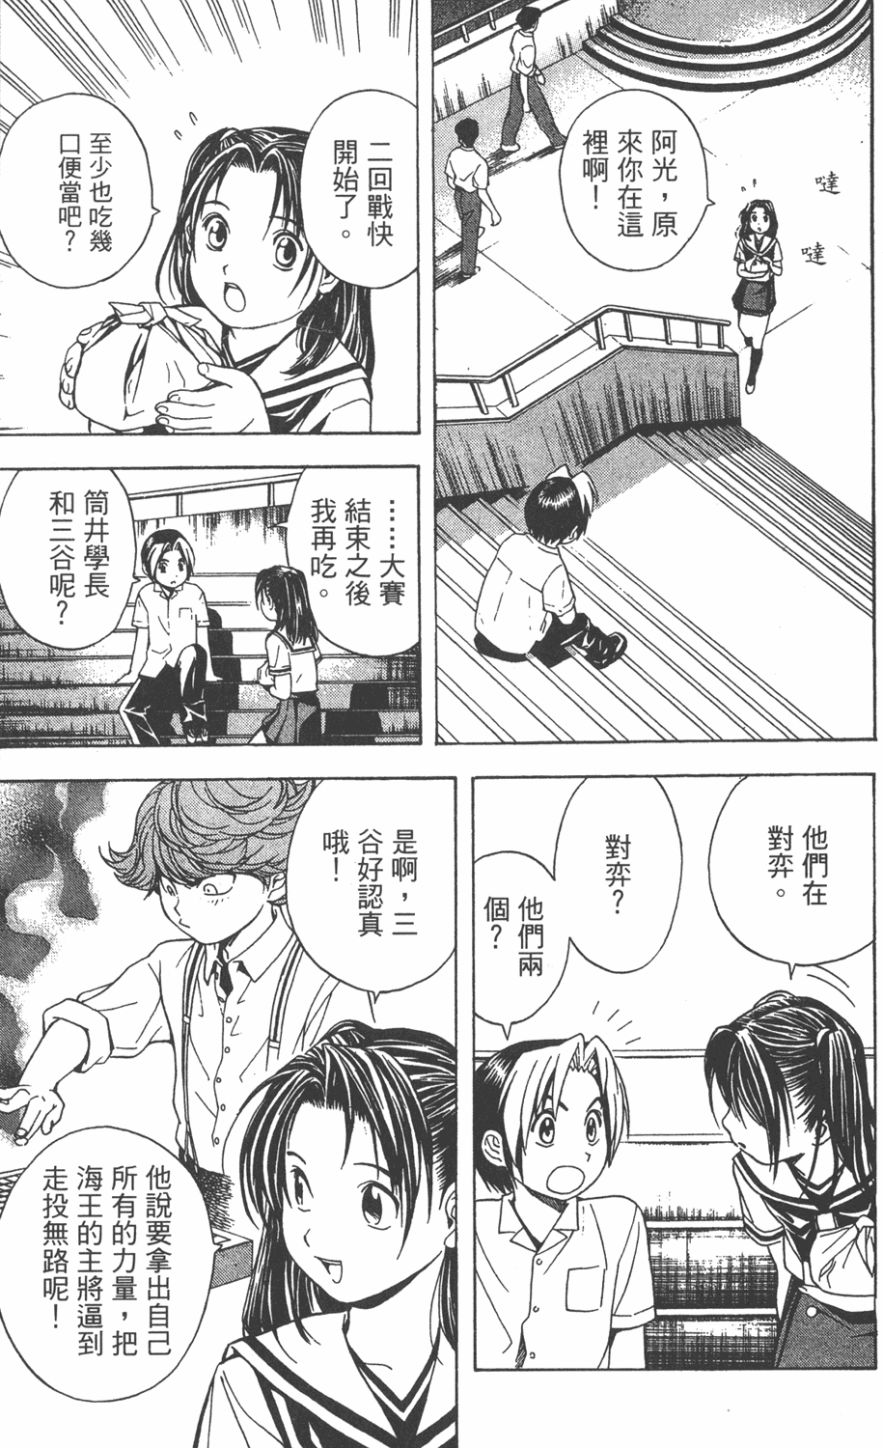 阿光，原
來你在這
裡啊！
噠
噠
二回戰快
開始了。
至少也吃幾
口便當吧？
……大賽
結束之後
我再吃。
筒井學長
和三谷呢？
他們在
對弈。
對弈？
他們兩
個？
是啊，三
谷好認真
哦！
他說要拿出自己
所有的力量，把
海王的主將逼到
走投無路呢！